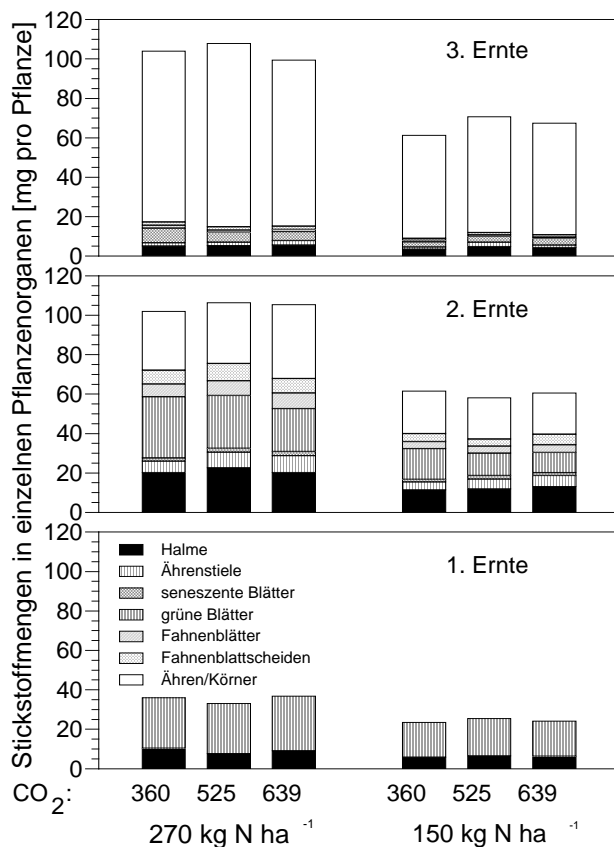 Stickstoffmengen in einzelnen Pflanzenorganen [mg pro Pflanze]
120
100
80
60
40
20
0
3. Ernte
120
100
80
60
40
20
0
2. Ernte
120
100
80
60
40
20
0
1. Ernte
Halme
Ährenstiele
seneszente Blätter
grüne Blätter
Fahnenblätter
Fahnenblattscheiden
Ähren/Körner
CO2: 360 525 639 360 525 639
270 kg N ha -1 150 kg N ha -1